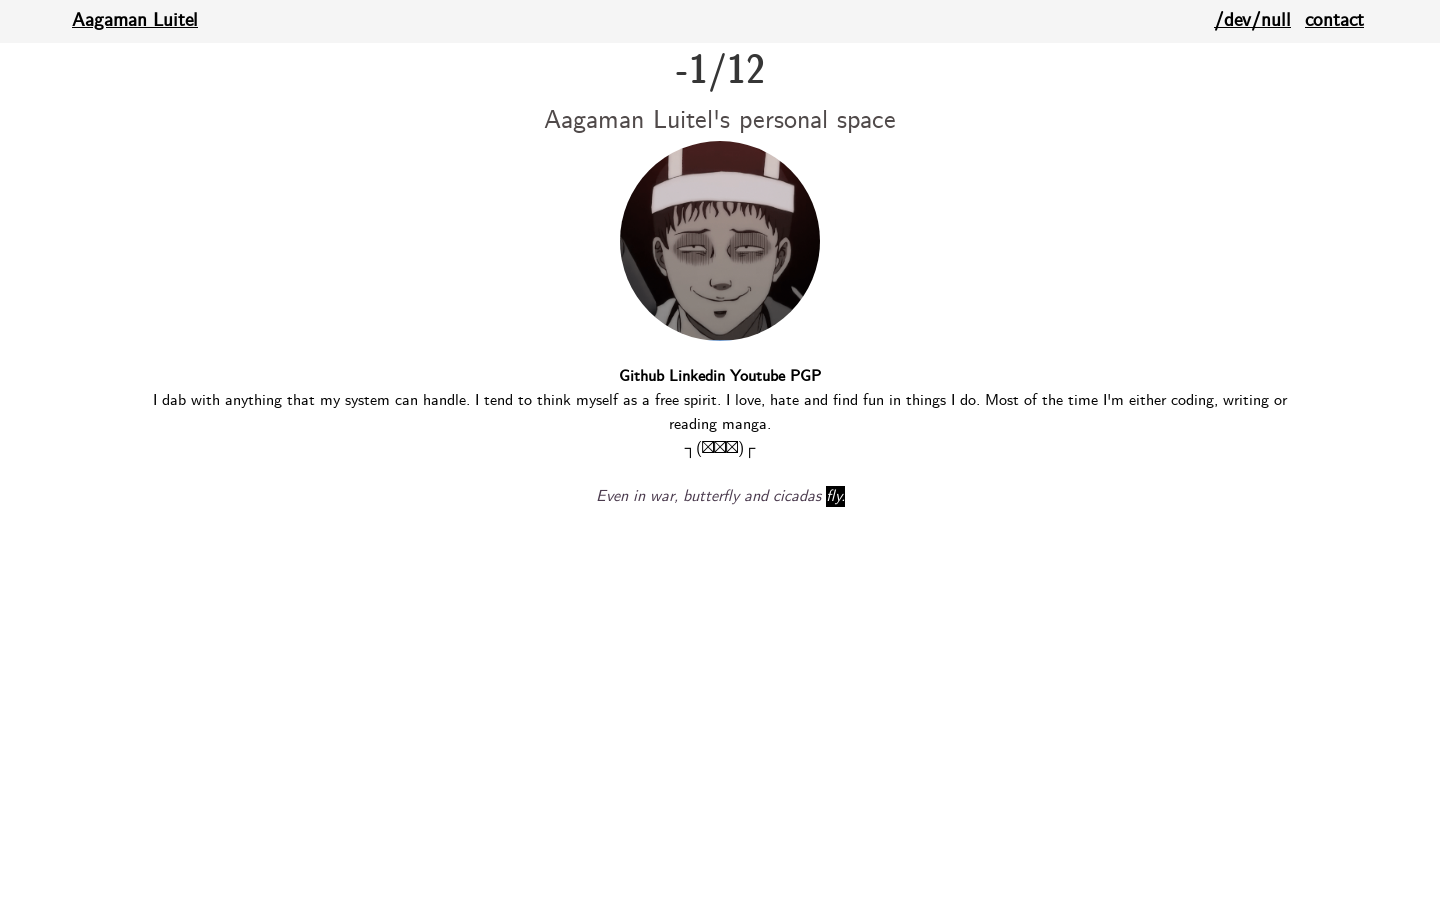 Aagaman Luitel /dev/null contact
-1/12
Aagaman Luitel's personal space
Github Linkedin Youtube PGP
I dab with anything that my system can handle. I tend to think myself as a free spirit. I love, hate and find fun in things I do. Most of the time I'm either coding, writing or
reading manga.
┐( )┌
Even in war, butterfly and cicadas fly.